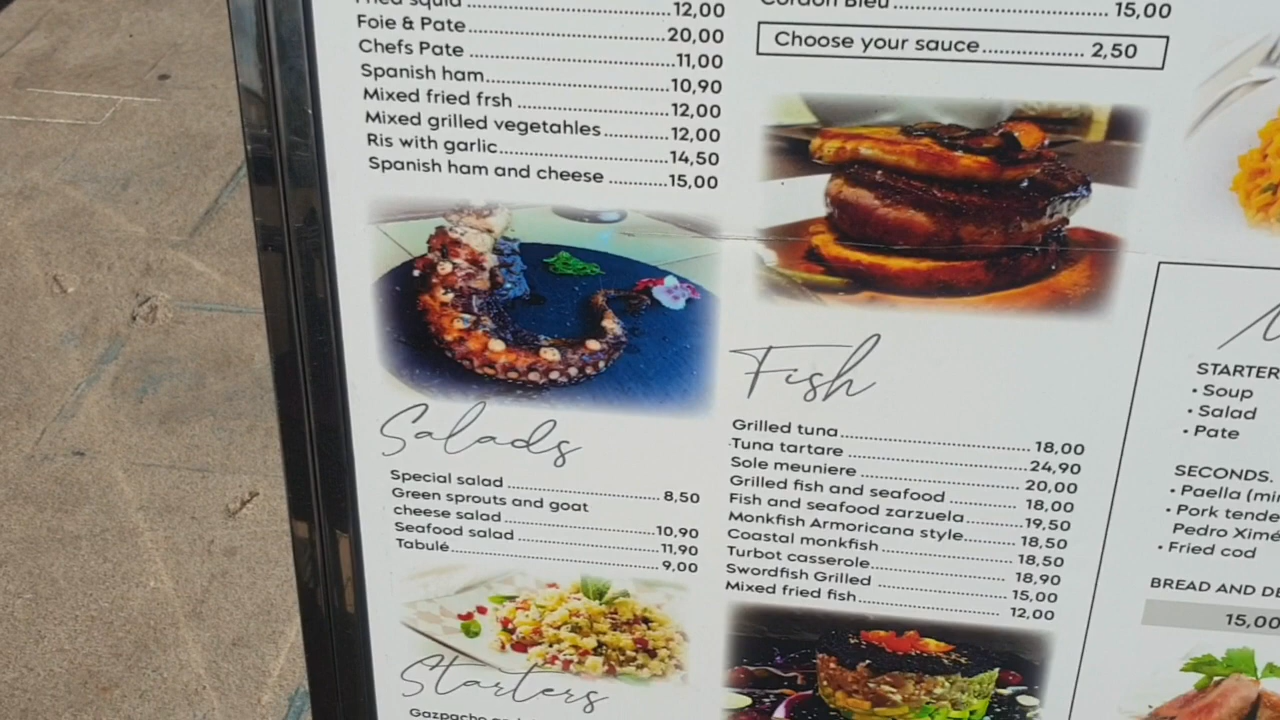 Fried squid 12,00
Foie & Pate 20,00
Chefs Pate 11,00
Spanish ham 10,90
Mixed fried frsh 12,00
Mixed grilled vegetahles 12,00
Ris with garlic 14,50
Spanish ham and cheese 15,00
Salads
Special salad 8,50
Green sprouts and goat
cheese salad 10,90
Seafood salad 11,90
Tabulé 9,00
Starters
Gazpacho
Cordon Bleu 15,00
Choose your sauce 2,50
Fish
Grilled tuna 18,00
Tuna tartare 24,90
Sole meuniere 20,00
Grilled fish and seafood 18,00
Fish and seafood zarzuela 19,50
Monkfish Armoricana style 18,50
Coastal monkfish 18,50
Turbot casserole 18,90
Swordfish Grilled 15,00
Mixed fried fish 12,00
STARTER
• Soup
• Salad
• Pate
SECONDS.
• Paella
• Pork tende
Pedro Ximé
• Fried cod
BREAD AND
15,00